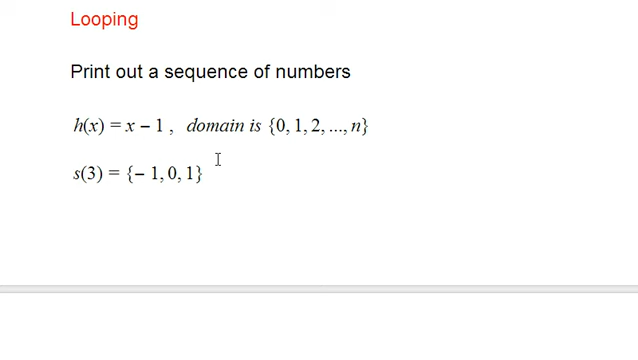 Looping
Print out a sequence of numbers
h(x) = x − 1 , domain is {0, 1, 2, ..., n}
s(3) = {− 1, 0, 1}